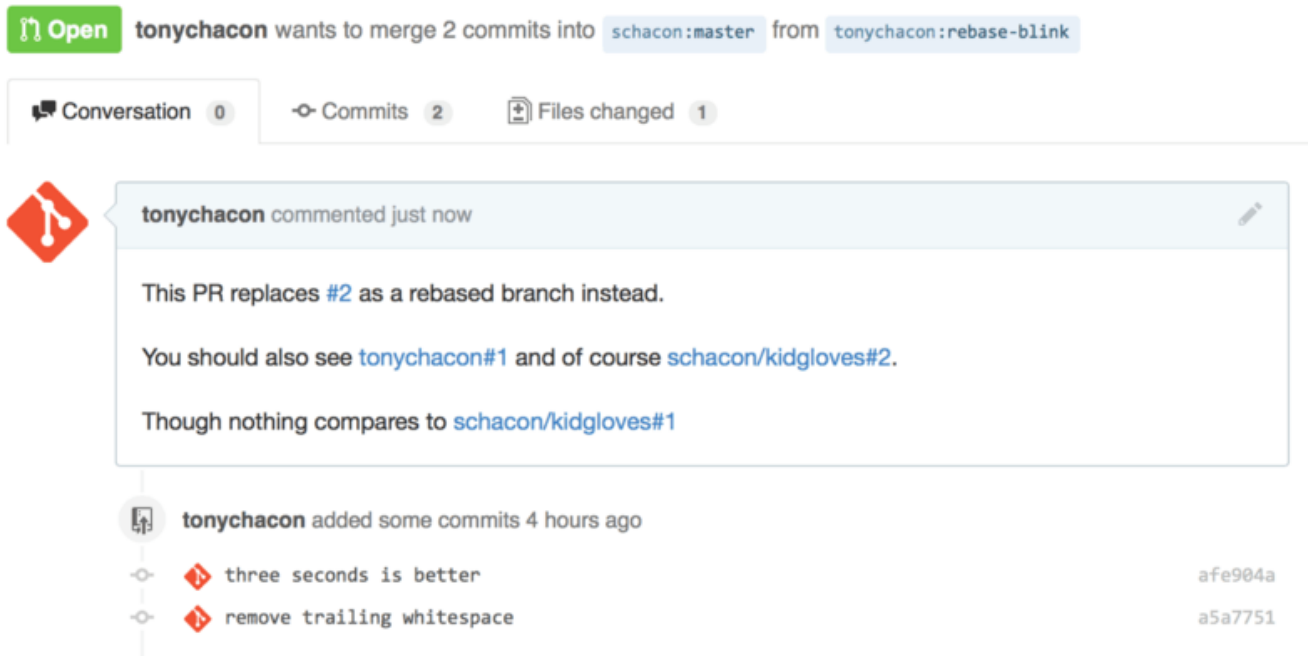 Open tonychacon wants to merge 2 commits into schacon:master from tonychacon:rebase-blink
Conversation 0 Commits 2 Files changed 1
tonychacon commented just now
This PR replaces #2 as a rebased branch instead.
You should also see tonychacon#1 and of course schacon/kidgloves#2.
Though nothing compares to schacon/kidgloves#1
tonychacon added some commits 4 hours ago
three seconds is better afe904a
remove trailing whitespace a5a7751